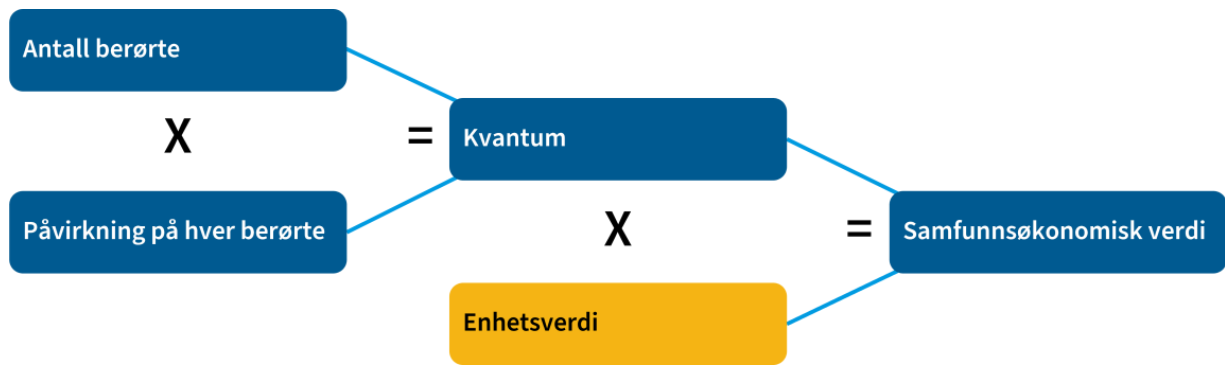 Antall berørte
X
=
Kvantum
Påvirkning på hver berørte
X
=
Samfunnsøkonomisk verdi
Enhetsverdi